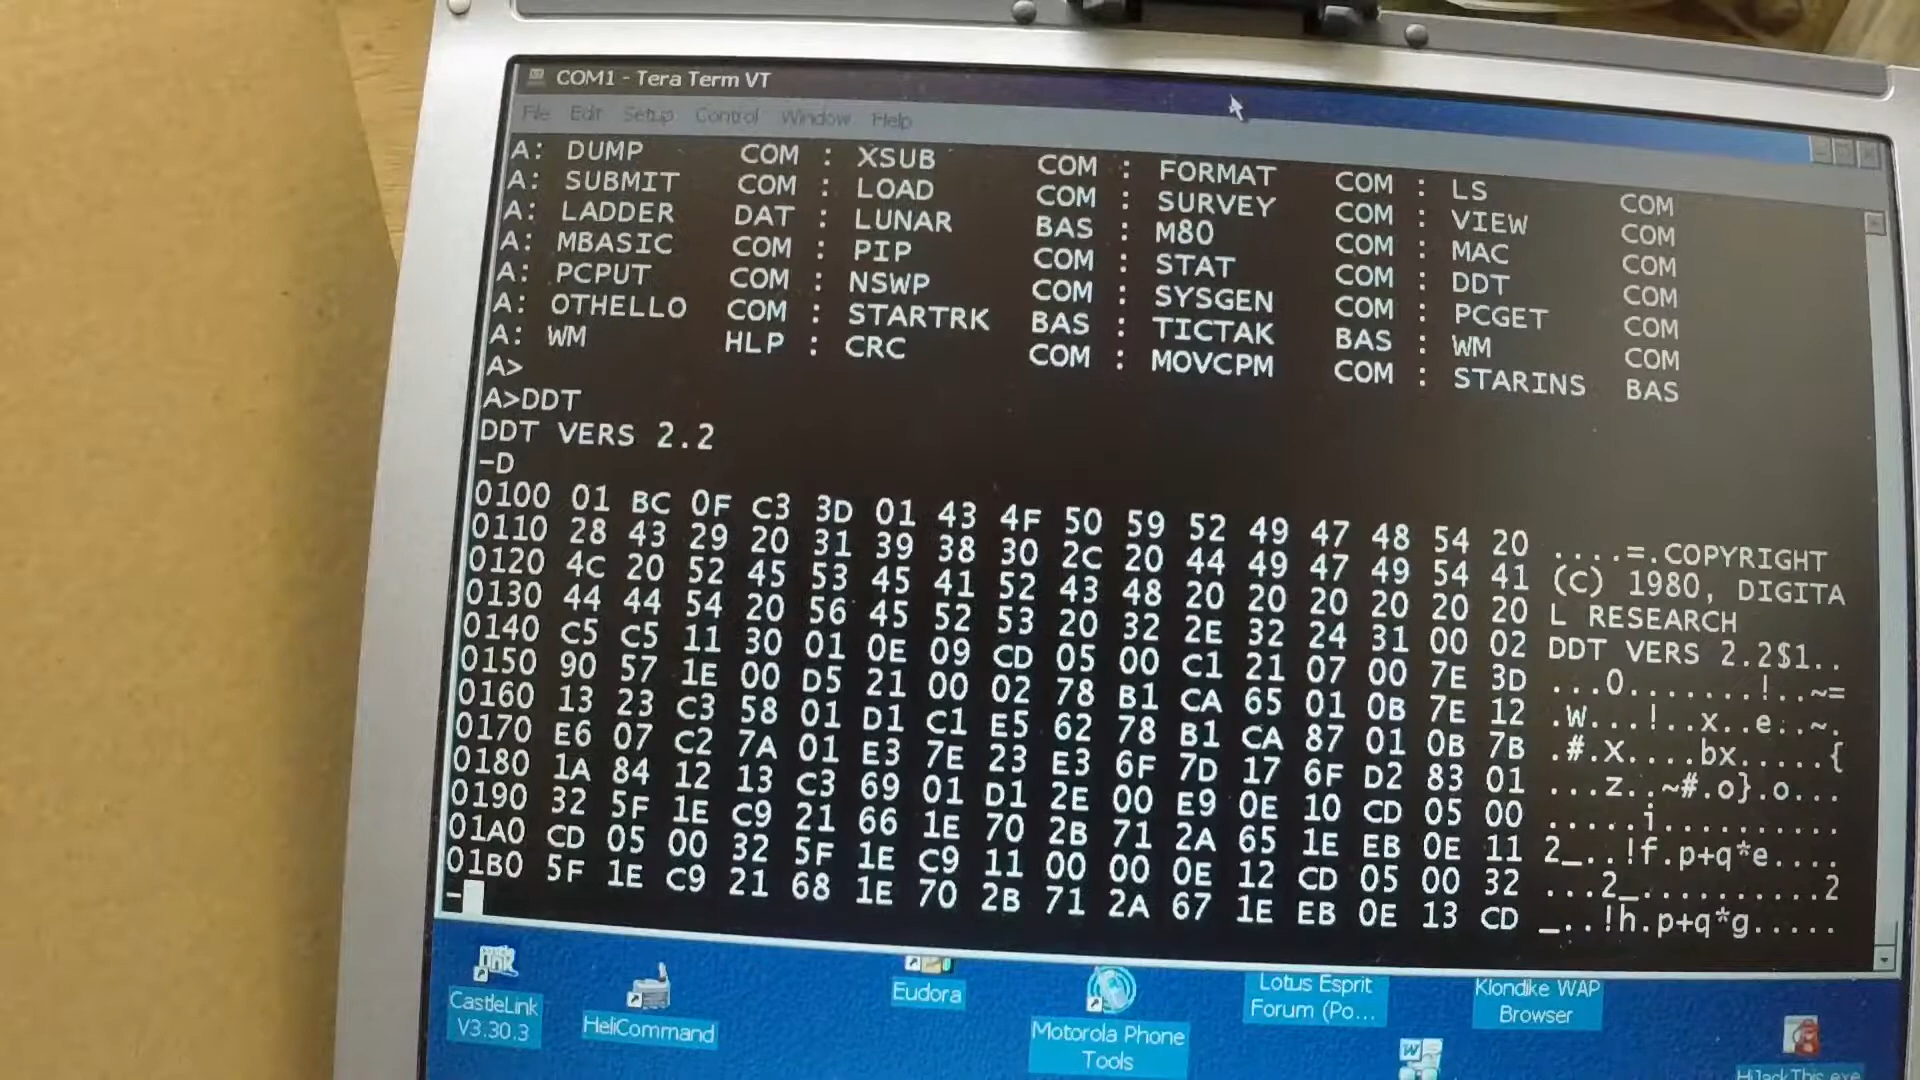 COM1 - Tera Term VT
File Edit Setup Control Window Help
A: DUMP COM : XSUB COM : FORMAT COM : LS COM
A: SUBMIT COM : LOAD COM : SURVEY COM : VIEW COM
A: LADDER DAT : LUNAR BAS : M80 COM : MAC COM
A: MBASIC COM : PIP COM : STAT COM : DDT COM
A: PCPUT COM : NSWP COM : SYSGEN COM : PCGET COM
A: OTHELLO COM : STARTRK BAS : TICTAK BAS : WM COM
A: WM HLP : CRC COM : MOVCPM COM : STARINS BAS
A>
A>DDT
DDT VERS 2.2
-D
0100 01 BC 0F C3 3D 01 43 4F 50 59 52 49 47 48 54 20 ....=.COPYRIGHT
0110 28 43 29 20 31 39 38 30 2C 20 44 49 47 49 54 41 (C) 1980, DIGITA
0120 4C 20 52 45 53 45 41 52 43 48 20 20 20 20 20 20 L RESEARCH
0130 44 44 54 20 56 45 52 53 20 32 2E 32 24 31 00 02 DDT VERS 2.2$1..
0140 C5 C5 11 30 01 0E 09 CD 05 00 C1 21 07 00 7E 3D ...0.......!..~=
0150 90 57 1E 00 D5 21 00 02 78 B1 CA 65 01 0B 7E 12 .W...!..x..e..~.
0160 13 23 C3 58 01 D1 C1 E5 62 78 B1 CA 87 01 0B 7B .#.X....bx.....{
0170 E6 07 C2 7A 01 E3 7E 23 E3 6F 7D 17 6F D2 83 01 ...z..~#.o}.o...
0180 1A 84 12 13 C3 69 01 D1 2E 00 E9 0E 10 CD 05 00 .....i..........
0190 32 5F 1E C9 21 66 1E 70 2B 71 2A 65 1E EB 0E 11 2_..!f.p+q*e....
01A0 CD 05 00 32 5F 1E C9 11 00 00 0E 12 CD 05 00 32 ...2_..........2
01B0 5F 1E C9 21 68 1E 70 2B 71 2A 67 1E EB 0E 13 CD _..!h.p+q*g.....
-
CastleLink
V3.30.3
HeliCommand
Eudora
Motorola Phone
Tools
Lotus Esprit
Forum (Po...
Klondike WAP
Browser
HiJackThis.exe